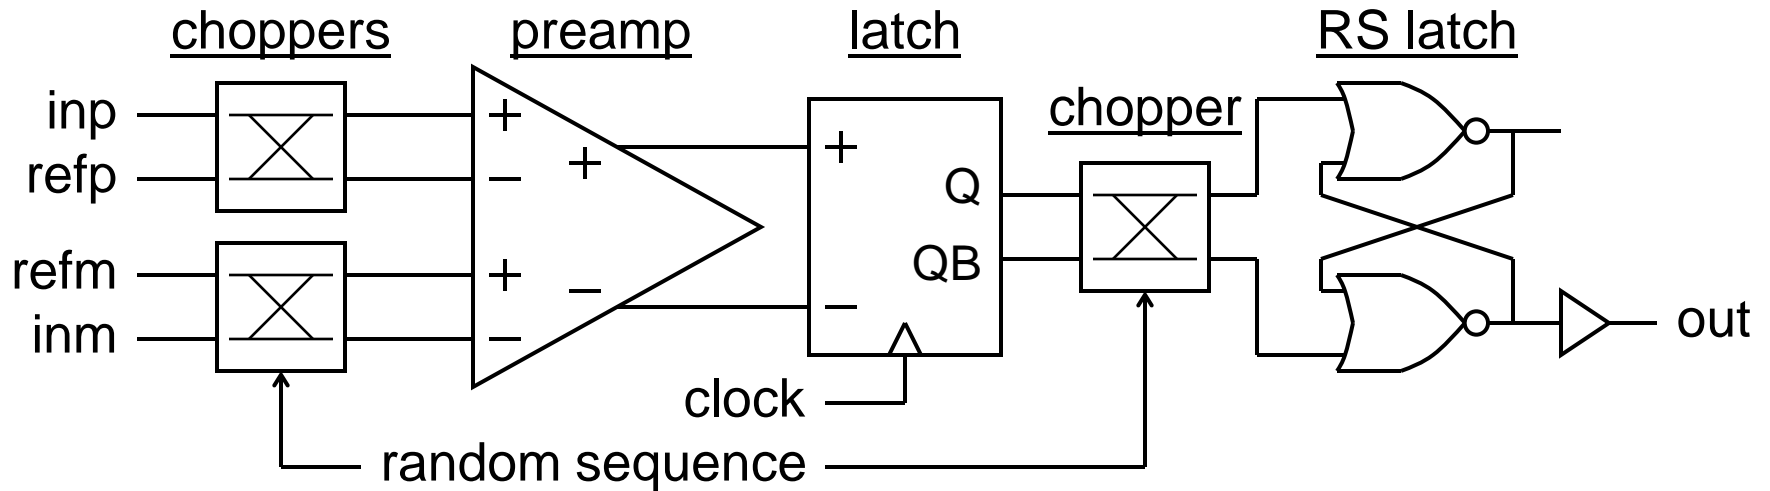 choppers
preamp
latch
RS latch
chopper
inp
refp
refm
inm
+
−
+
−
+
−
+
−
Q
QB
clock
random sequence
out